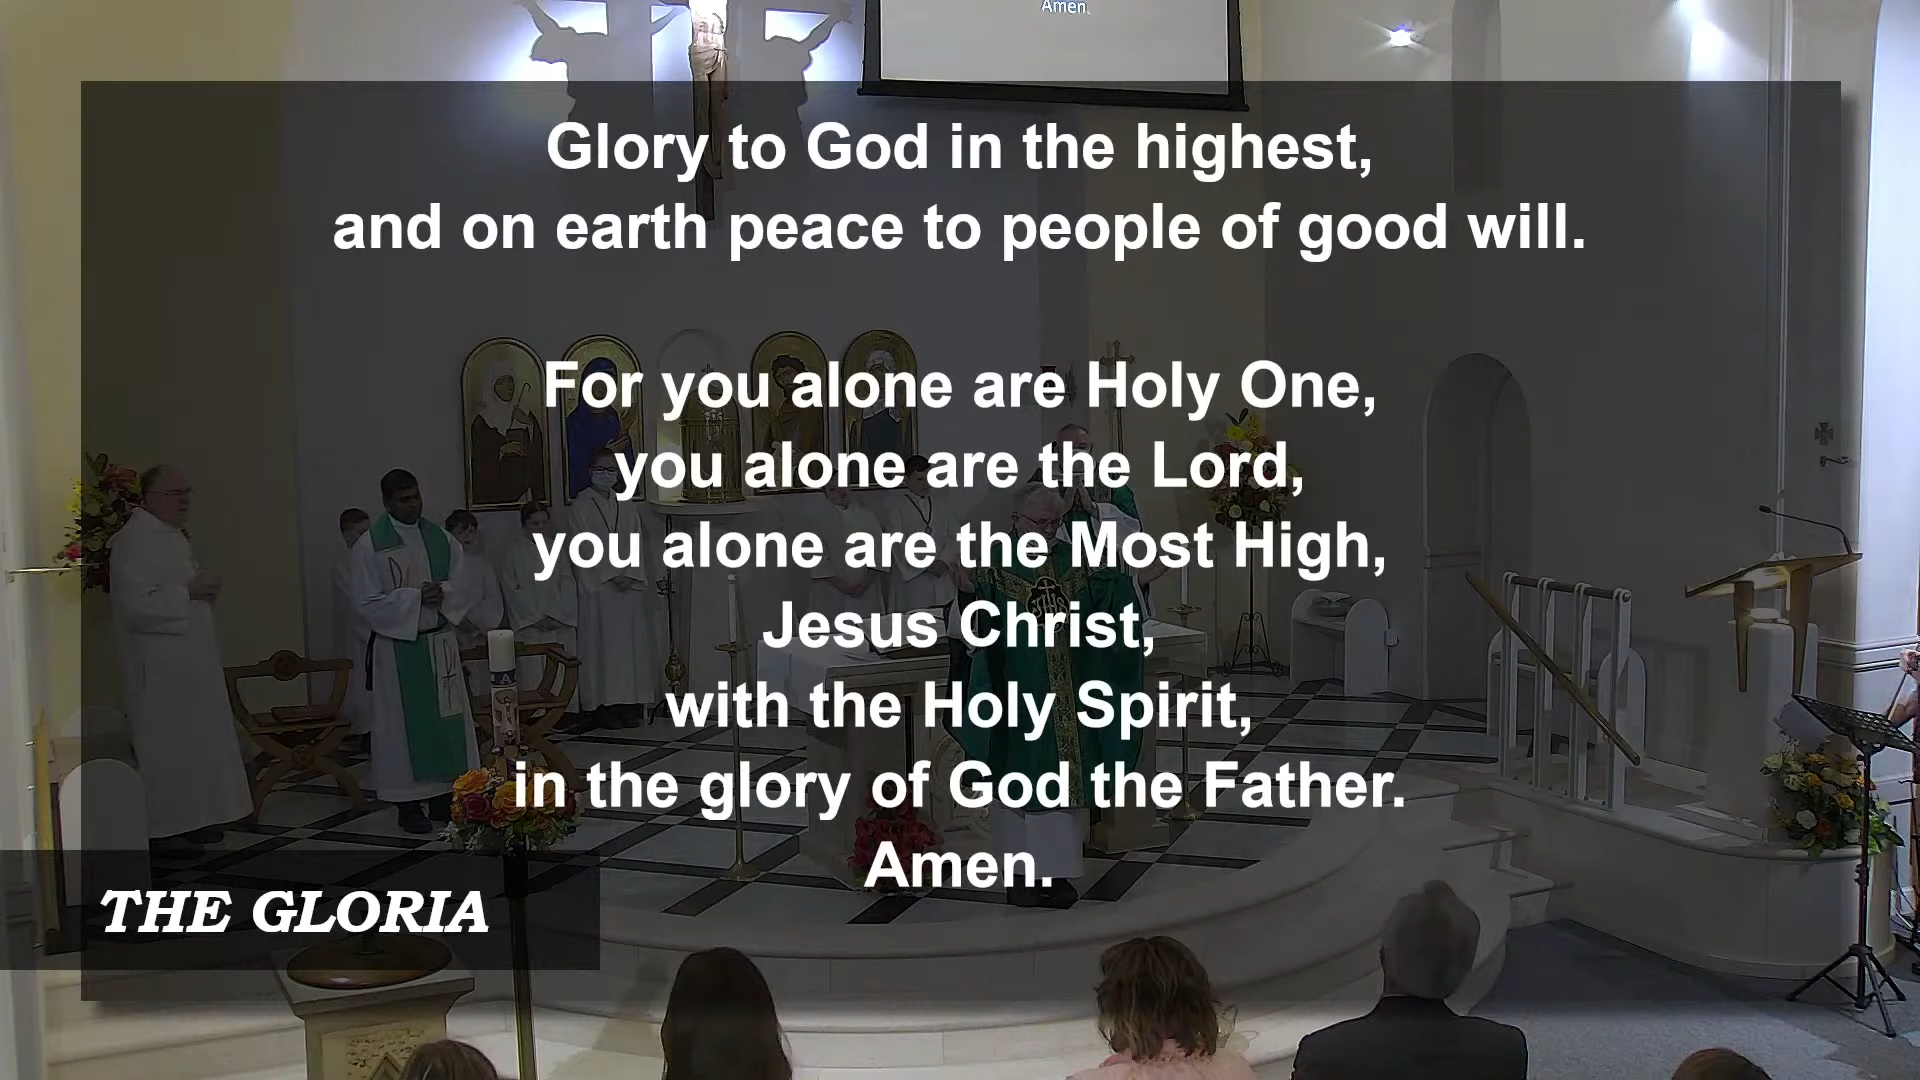 Amen.
Glory to God in the highest,
and on earth peace to people of good will.
For you alone are Holy One,
you alone are the Lord,
you alone are the Most High,
Jesus Christ,
with the Holy Spirit,
in the glory of God the Father.
Amen.
THE GLORIA